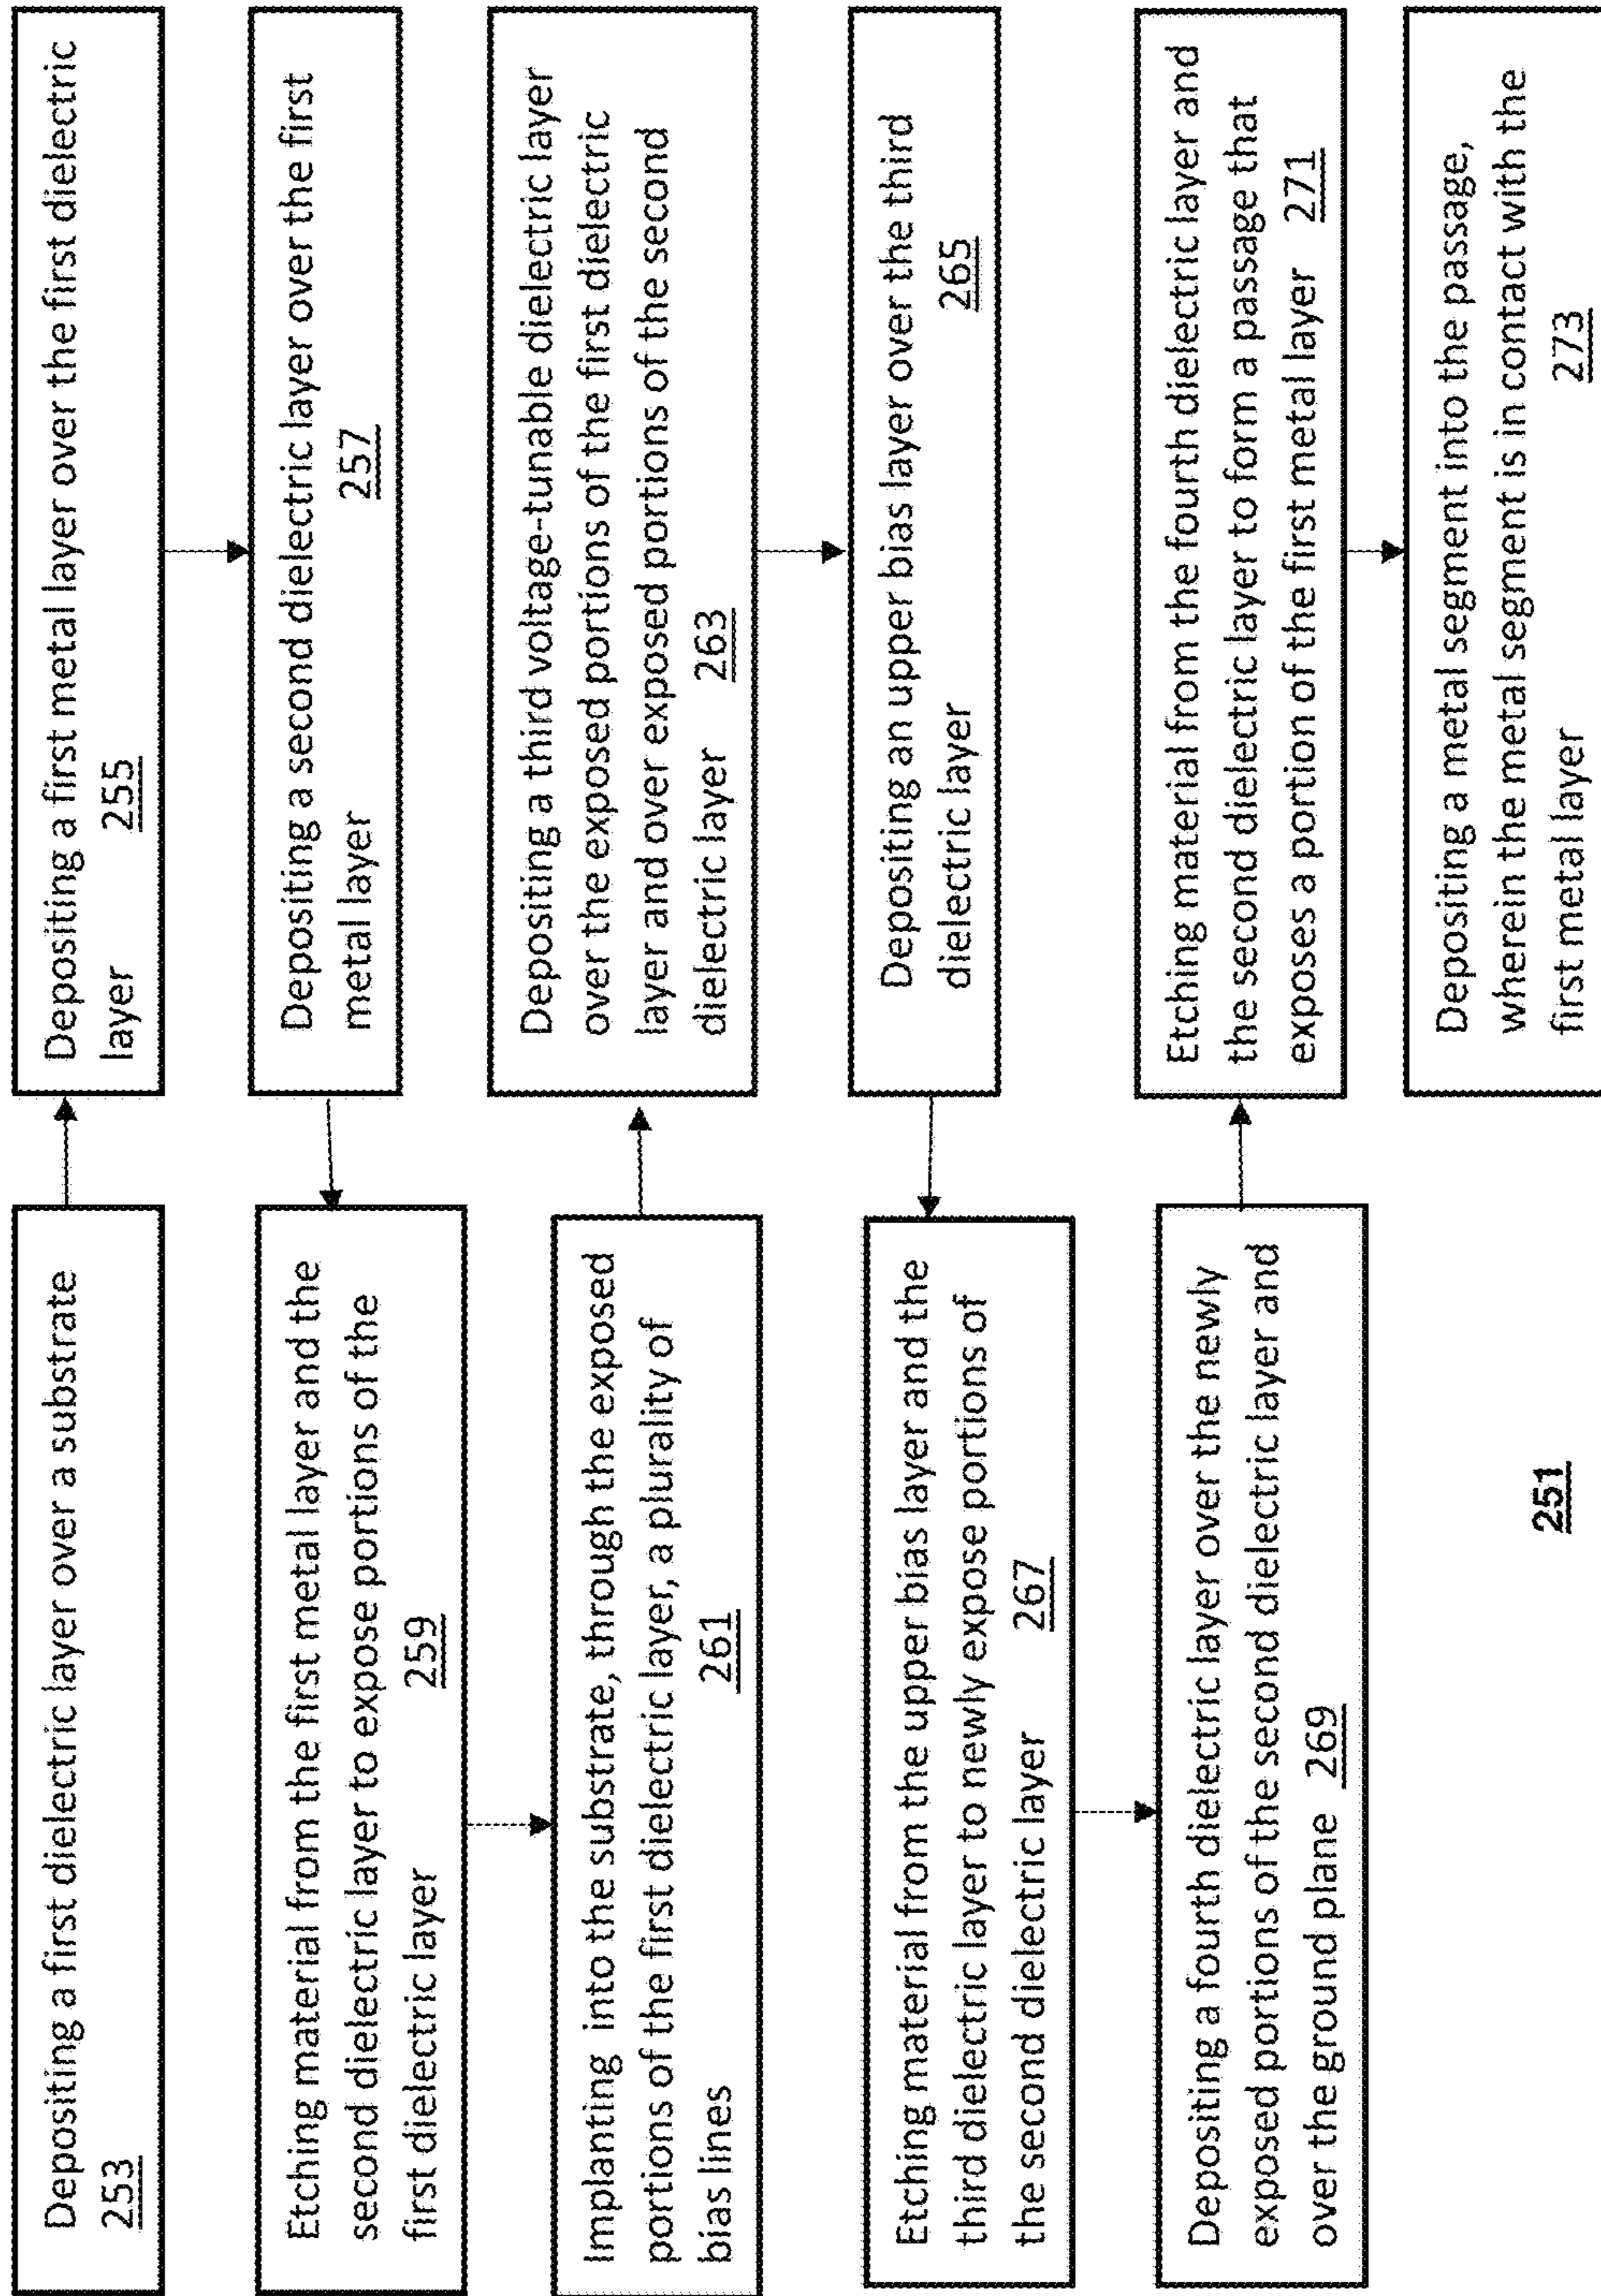 Depositing a first dielectric layer over a substrate
253
Depositing a first metal layer over the first dielectric
layer 255
Depositing a second dielectric layer over the first
metal layer 257
Etching material from the first metal layer and the
second dielectric layer to expose portions of the
first dielectric layer 259
Implanting into the substrate, through the exposed
portions of the first dielectric layer, a plurality of
bias lines 261
Depositing a third voltage-tunable dielectric layer
over the exposed portions of the first dielectric
layer and over exposed portions of the second
dielectric layer 263
Depositing an upper bias layer over the third
dielectric layer 265
Etching material from the upper bias layer and the
third dielectric layer to newly expose portions of
the second dielectric layer 267
Depositing a fourth dielectric layer over the newly
exposed portions of the second dielectric layer and
over the ground plane 269
Etching material from the fourth dielectric layer and
the second dielectric layer to form a passage that
exposes a portion of the first metal layer 271
Depositing a metal segment into the passage,
wherein the metal segment is in contact with the
first metal layer 273
251